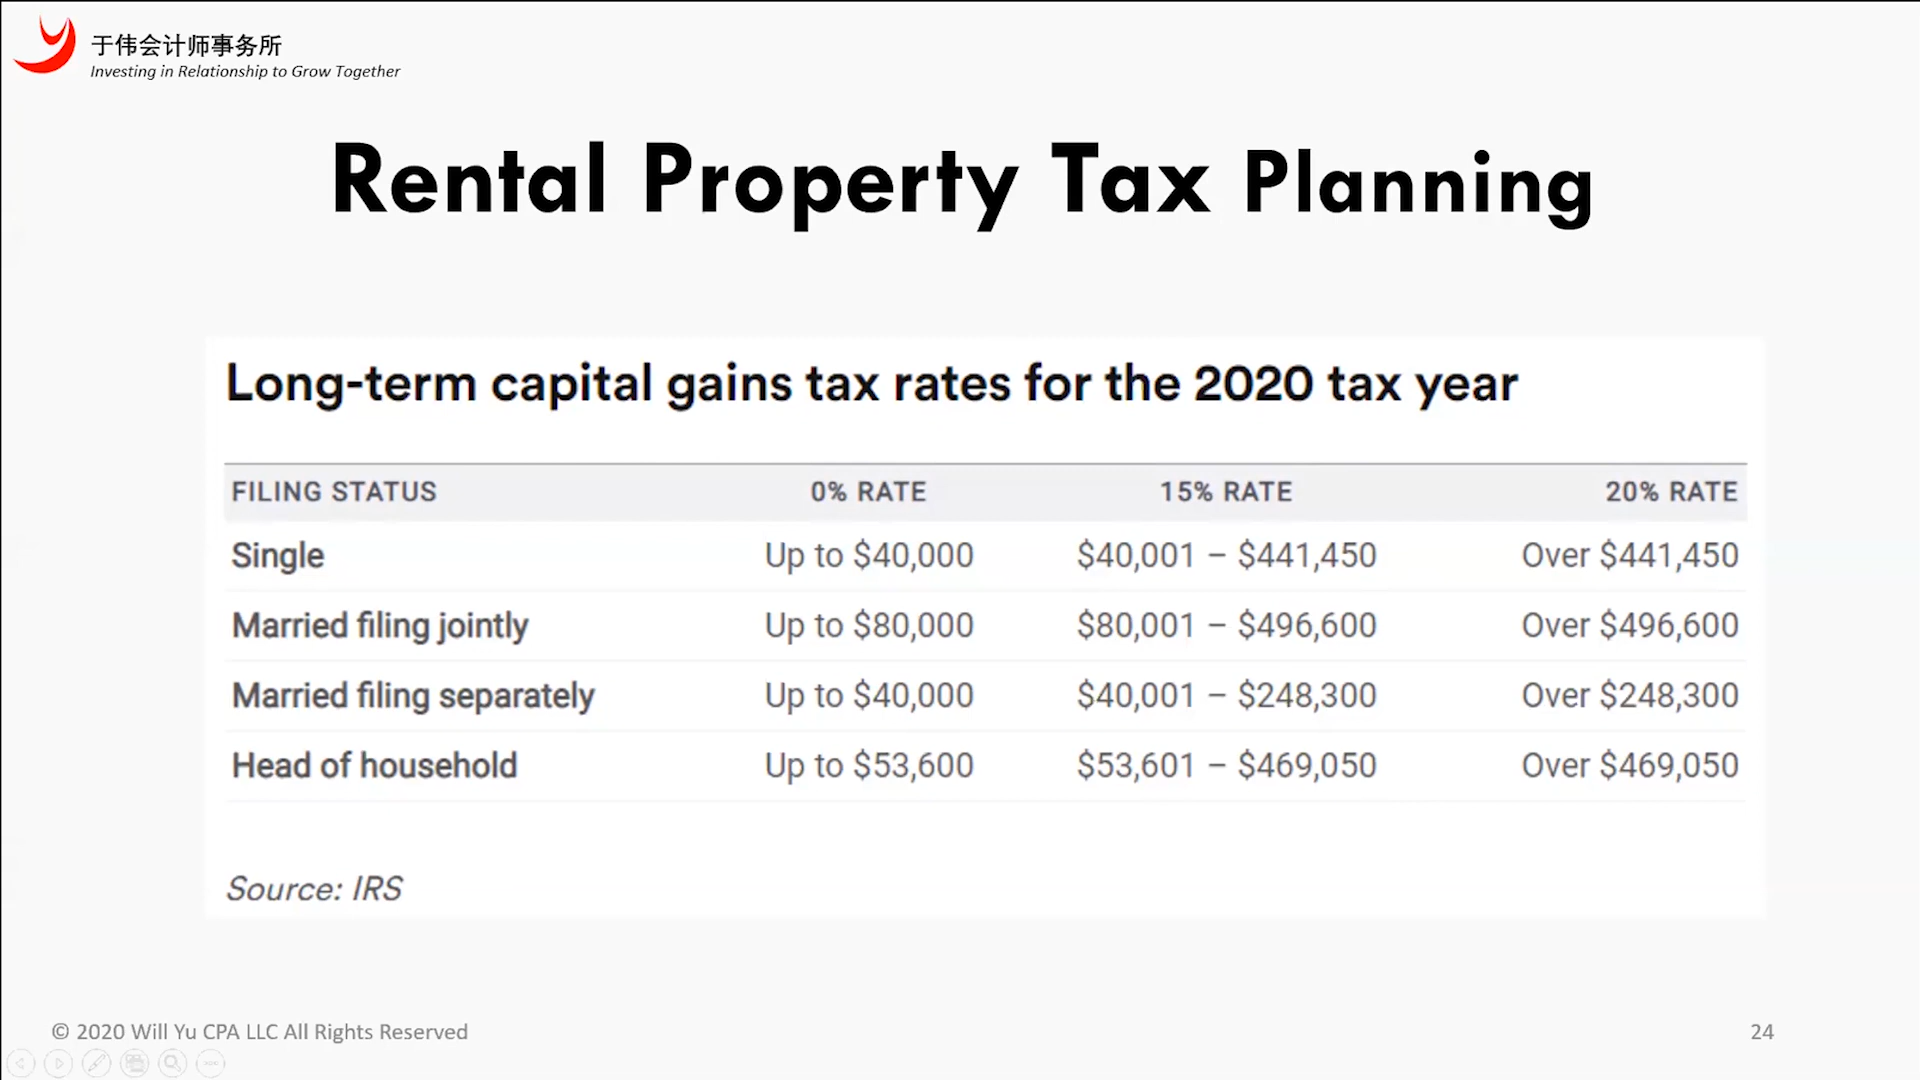 于伟会计师事务所
Investing in Relationship to Grow Together
Rental Property Tax Planning
Long-term capital gains tax rates for the 2020 tax year
FILING STATUS 0% RATE 15% RATE 20% RATE
Single Up to $40,000 $40,001 – $441,450 Over $441,450
Married filing jointly Up to $80,000 $80,001 – $496,600 Over $496,600
Married filing separately Up to $40,000 $40,001 – $248,300 Over $248,300
Head of household Up to $53,600 $53,601 – $469,050 Over $469,050
Source: IRS
© 2020 Will Yu CPA LLC All Rights Reserved
24